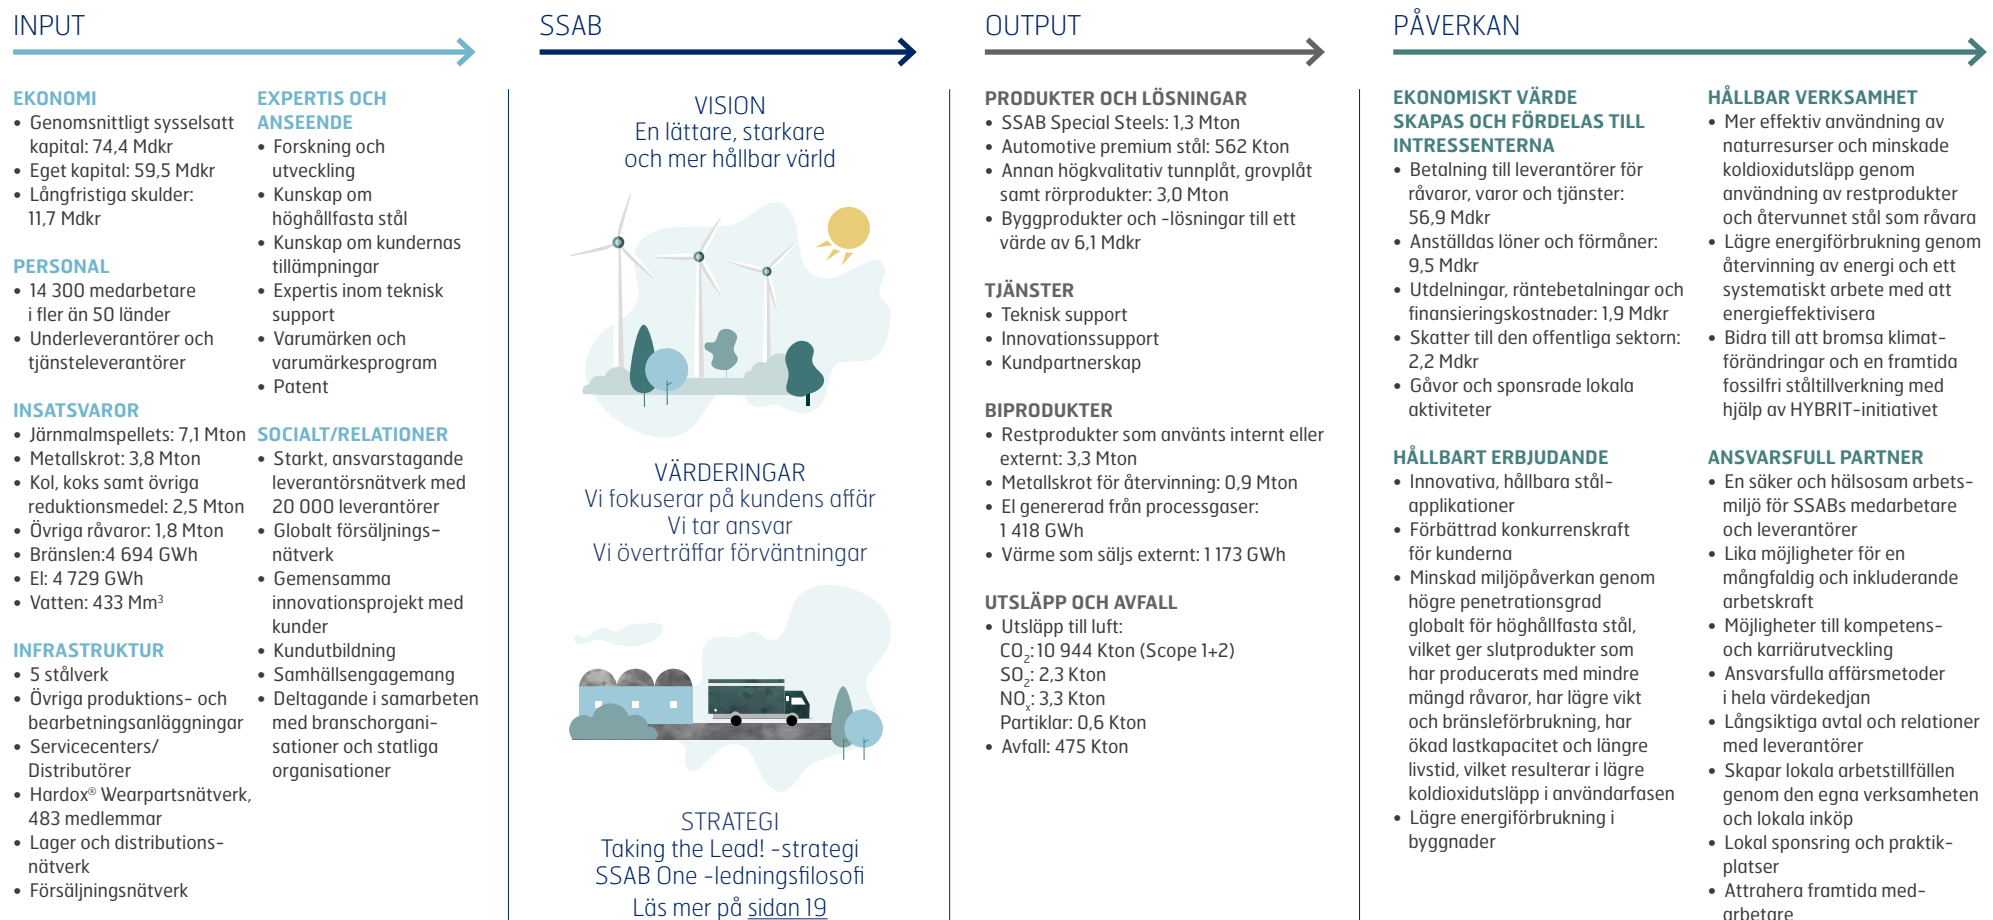 INPUT
EKONOMI
• Genomsnittligt sysselsatt
kapital: 74,4 Mdkr
• Eget kapital: 59,5 Mdkr
• Långfristiga skulder:
11,7 Mdkr
PERSONAL
• 14 300 medarbetare
i fler än 50 länder
• Underleverantörer och
tjänsteleverantörer
INSATSVAROR
• Järnmalmspellets: 7,1 Mton
• Metallskrot: 3,8 Mton
• Kol, koks samt övriga
reduktionsmedel: 2,5 Mton
• Övriga råvaror: 1,8 Mton
• Bränslen:4 694 GWh
• El: 4 729 GWh
• Vatten: 433 Mm³
INFRASTRUKTUR
• 5 stålverk
• Övriga produktions- och
bearbetningsanläggningar
• Servicecenters/
Distributörer
• Hardox® Wearpartsnätverk,
483 medlemmar
• Lager och distributions-
nätverk
• Försäljningsnätverk
EXPERTIS OCH
ANSEENDE
• Forskning och
utveckling
• Kunskap om
höghållfasta stål
• Kunskap om kundernas
tillämpningar
• Expertis inom teknisk
support
• Varumärken och
varumärkesprogram
• Patent
SOCIALT/RELATIONER
• Starkt, ansvarstagande
leverantörsnätverk med
20 000 leverantörer
• Globalt försäljnings-
nätverk
• Gemensamma
innovationsprojekt med
kunder
• Kundutbildning
• Samhällsengagemang
• Deltagande i samarbeten
med branschorgani-
sationer och statliga
organisationer
SSAB
VISION
En lättare, starkare
och mer hållbar värld
VÄRDERINGAR
Vi fokuserar på kundens affär
Vi tar ansvar
Vi överträffar förväntningar
STRATEGI
Taking the Lead! -strategi
SSAB One -ledningsfilosofi
Läs mer på sidan 19
OUTPUT
PRODUKTER OCH LÖSNINGAR
• SSAB Special Steels: 1,3 Mton
• Automotive premium stål: 562 Kton
• Annan högkvalitativ tunnplåt, grovplåt
samt rörprodukter: 3,0 Mton
• Byggprodukter och -lösningar till ett
värde av 6,1 Mdkr
TJÄNSTER
• Teknisk support
• Innovationssupport
• Kundpartnerskap
BIPRODUKTER
• Restprodukter som använts internt eller
externt: 3,3 Mton
• Metallskrot för återvinning: 0,9 Mton
• El genererad från processgaser:
1 418 GWh
• Värme som säljs externt: 1 173 GWh
UTSLÄPP OCH AVFALL
• Utsläpp till luft:
CO₂: 10 944 Kton (Scope 1+2)
SO₂: 2,3 Kton
NOₓ: 3,3 Kton
Partiklar: 0,6 Kton
• Avfall: 475 Kton
PÅVERKAN
EKONOMISKT VÄRDE
SKAPAS OCH FÖRDELAS TILL
INTRESSENTERNA
• Betalning till leverantörer för
råvaror, varor och tjänster:
56,9 Mdkr
• Anställdas löner och förmåner:
9,5 Mdkr
• Utdelningar, räntebetalningar och
finansieringskostnader: 1,9 Mdkr
• Skatter till den offentliga sektorn:
2,2 Mdkr
• Gåvor och sponsrade lokala
aktiviteter
HÅLLBART ERBJUDANDE
• Innovativa, hållbara stål-
applikationer
• Förbättrad konkurrenskraft
för kunderna
• Minskad miljöpåverkan genom
högre penetrationsgrad
globalt för höghållfasta stål,
vilket ger slutprodukter som
har producerats med mindre
mängd råvaror, har lägre vikt
och bränsleförbrukning, har
ökad lastkapacitet och längre
livstid, vilket resulterar i lägre
koldioxidutsläpp i användarfasen
• Lägre energiförbrukning i
byggnader
HÅLLBAR VERKSAMHET
• Mer effektiv användning av
naturresurser och minskade
koldioxidutsläpp genom
användning av restprodukter
och återvunnet stål som råvara
• Lägre energiförbrukning genom
återvinning av energi och ett
systematiskt arbete med att
energieffektivisera
• Bidra till att bromsa klimat-
förändringar och en framtida
fossilfri ståltillverkning med
hjälp av HYBRIT-initiativet
ANSVARSFULL PARTNER
• En säker och hälsosam arbets-
miljö för SSABs medarbetare
och leverantörer
• Lika möjligheter för en
mångfaldig och inkluderande
arbetskraft
• Möjligheter till kompetens-
och karriärutveckling
• Ansvarsfulla affärsmetoder
i hela värdekedjan
• Långsiktiga avtal och relationer
med leverantörer
• Skapar lokala arbetstillfällen
genom den egna verksamheten
och lokala inköp
• Lokal sponsring och praktik-
platser
• Attrahera framtida med-
arbetare